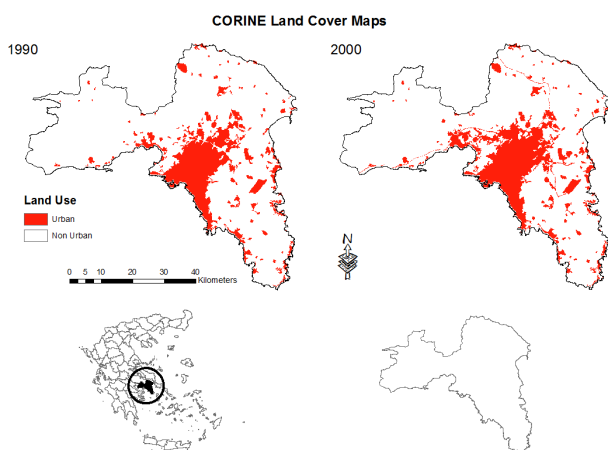 CORINE Land Cover Maps
1990
2000
Land Use
Urban
Non Urban
N
0 5 10 20 30 40
Kilometers